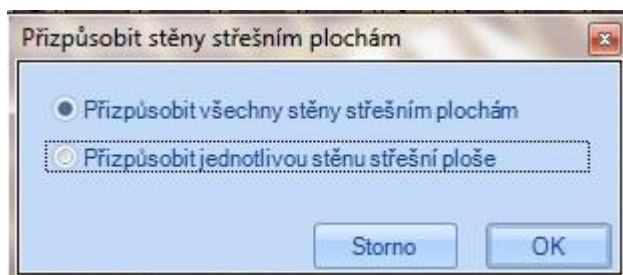 Přizpůsobit stěny střešním plochám
Přizpůsobit všechny stěny střešním plochám
Přizpůsobit jednotlivou stěnu střešní ploše
Storno
OK